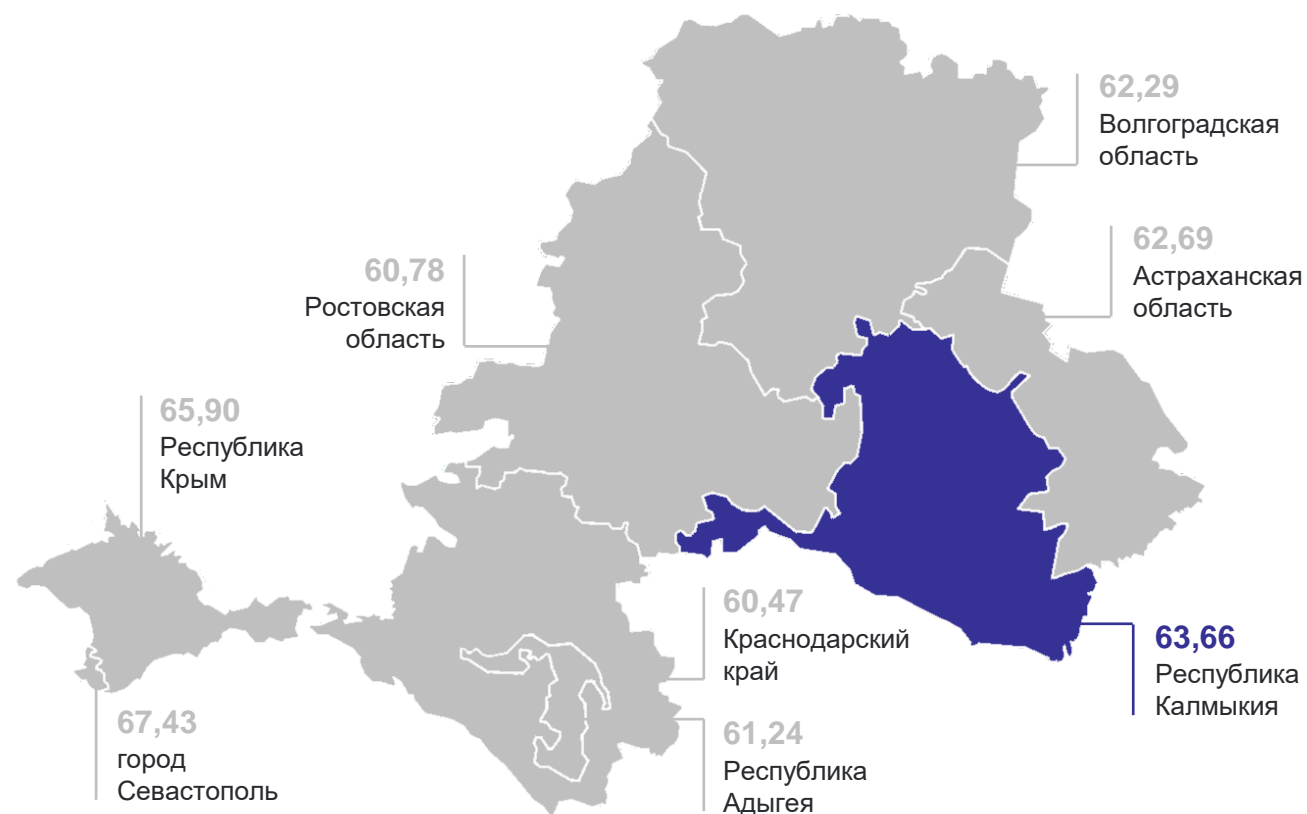 62,29
Волгоградская
область
62,69
Астраханская
область
60,78
Ростовская
область
65,90
Республика
Крым
60,47
Краснодарский
край
63,66
Республика
Калмыкия
67,43
город
Севастополь
61,24
Республика
Адыгея